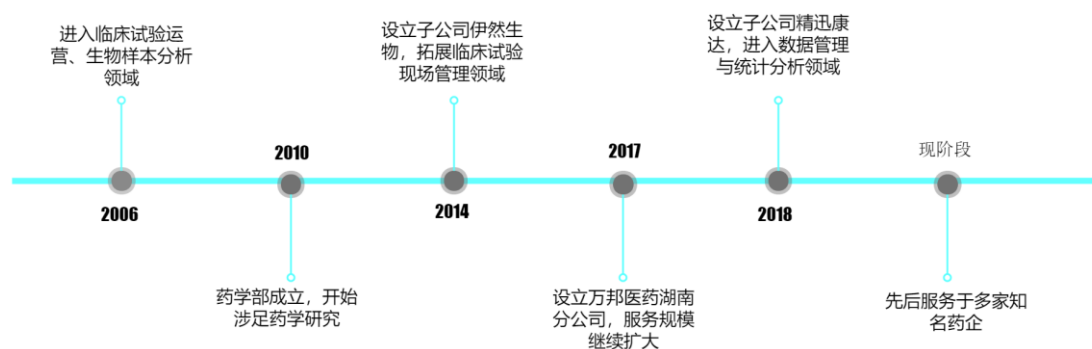 进入临床试验运
营、生物样本分析
领域
2006
2010
药学部成立，开始
涉足药学研究
设立子公司伊然生
物，拓展临床试验
现场管理领域
2014
2017
设立万邦医药湖南
分公司，服务规模
继续扩大
设立子公司精迅康
达，进入数据管理
与统计分析领域
2018
现阶段
先后服务于多家知
名药企